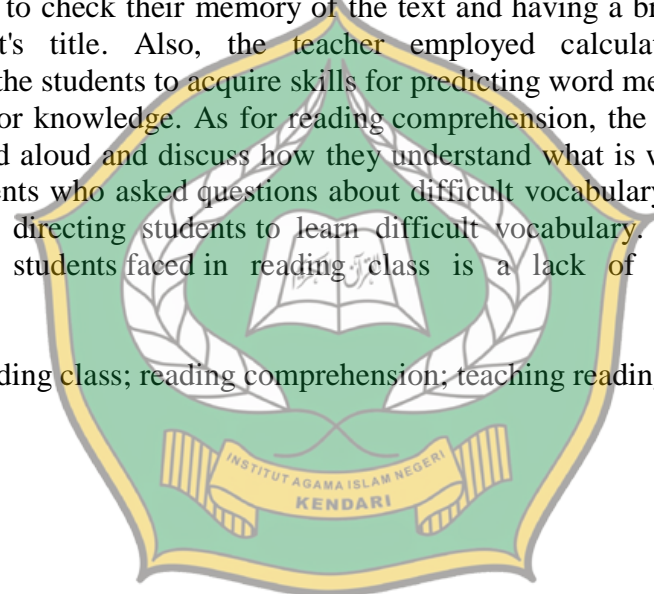 to check their memory of the text and having a br
t's title. Also, the teacher employed calculat
the students to acquire skills for predicting word me
or knowledge. As for reading comprehension, the
d aloud and discuss how they understand what is v
ents who asked questions about difficult vocabulary
directing students to learn difficult vocabulary.
students faced in reading class is a lack of
ding class; reading comprehension; teaching reading
INSTITUT AGAMA ISLAM NEGERI
KENDARI